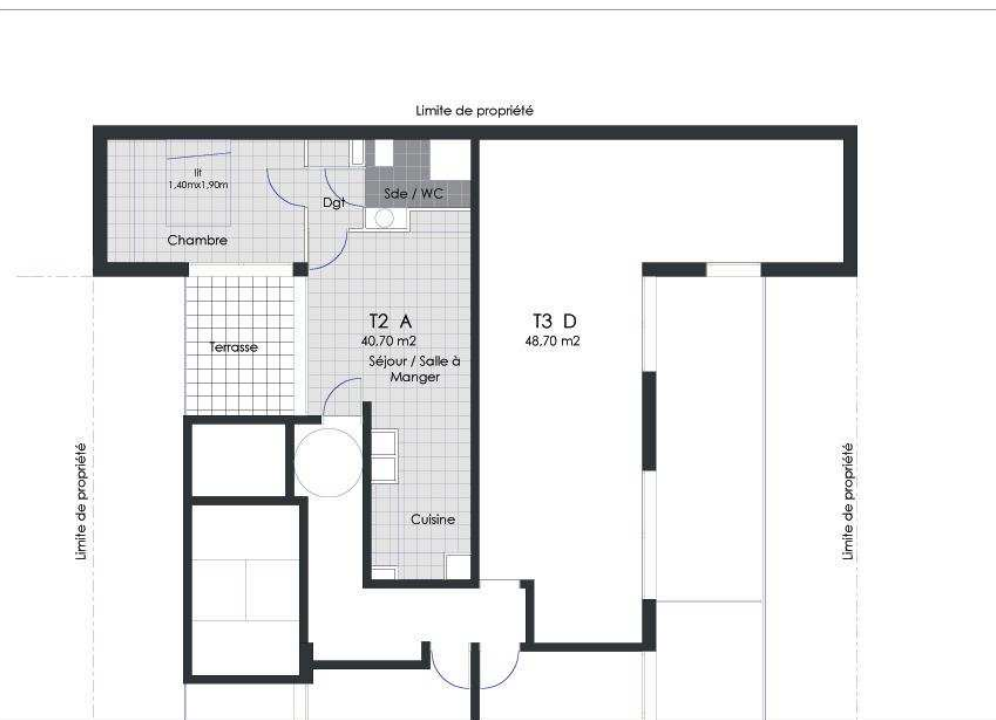 Limite de propriété
lit
1,40mx1,90m
Sde / WC
Dgt
Chambre
T2 A
40,70 m2
T3 D
48,70 m2
Terrasse
Séjour / Salle à
Manger
Limite de propriété
Limite de propriété
Cuisine